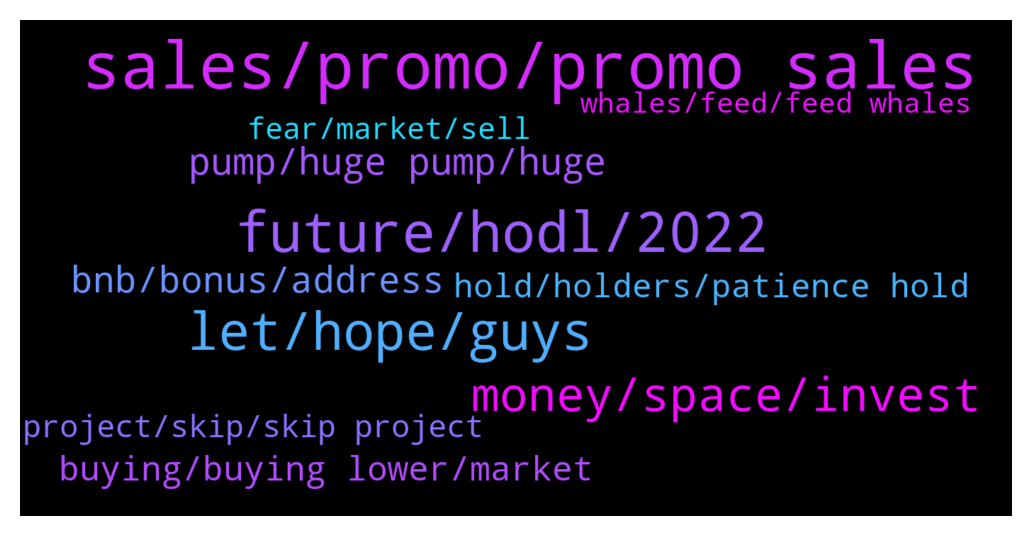 sales/promo/promo sales
whales/feed/feed whales
fear/market/sell
pump/huge pump/huge
future/hodl/2022
bnb/bonus/address
hold/holders/patience hold
let/hope/guys
money/space/invest
project/skip/skip project
buying/buying lower/market